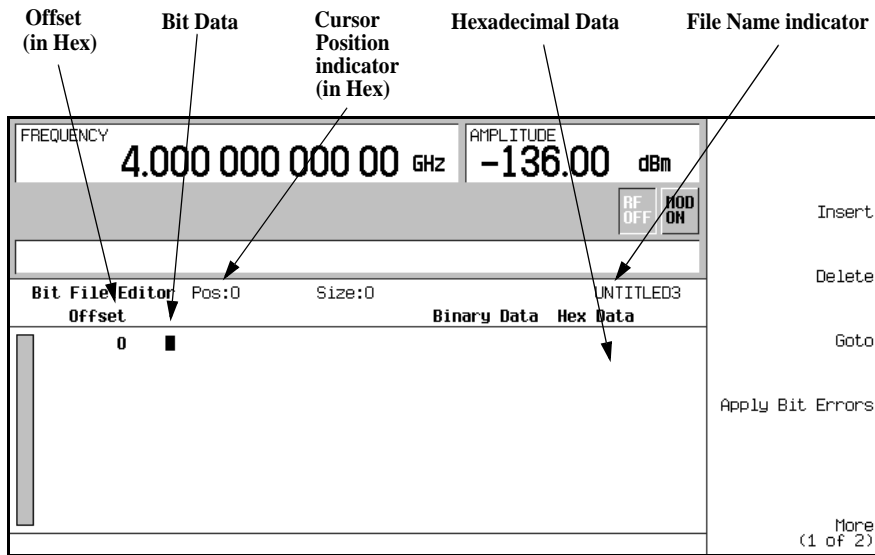 Offset
(in Hex)
Bit Data
Cursor
Position
indicator
(in Hex)
Hexadecimal Data
File Name indicator
FREQUENCY
4.000 000 000 00 GHz
AMPLITUDE
-136.00 dBm
RF
OFF
MOD
ON
Insert
Delete
Bit File Editor Pos:0 Size:0 UNTITLED3
Offset Binary Data Hex Data
0
Goto
Apply Bit Errors
More
(1 of 2)